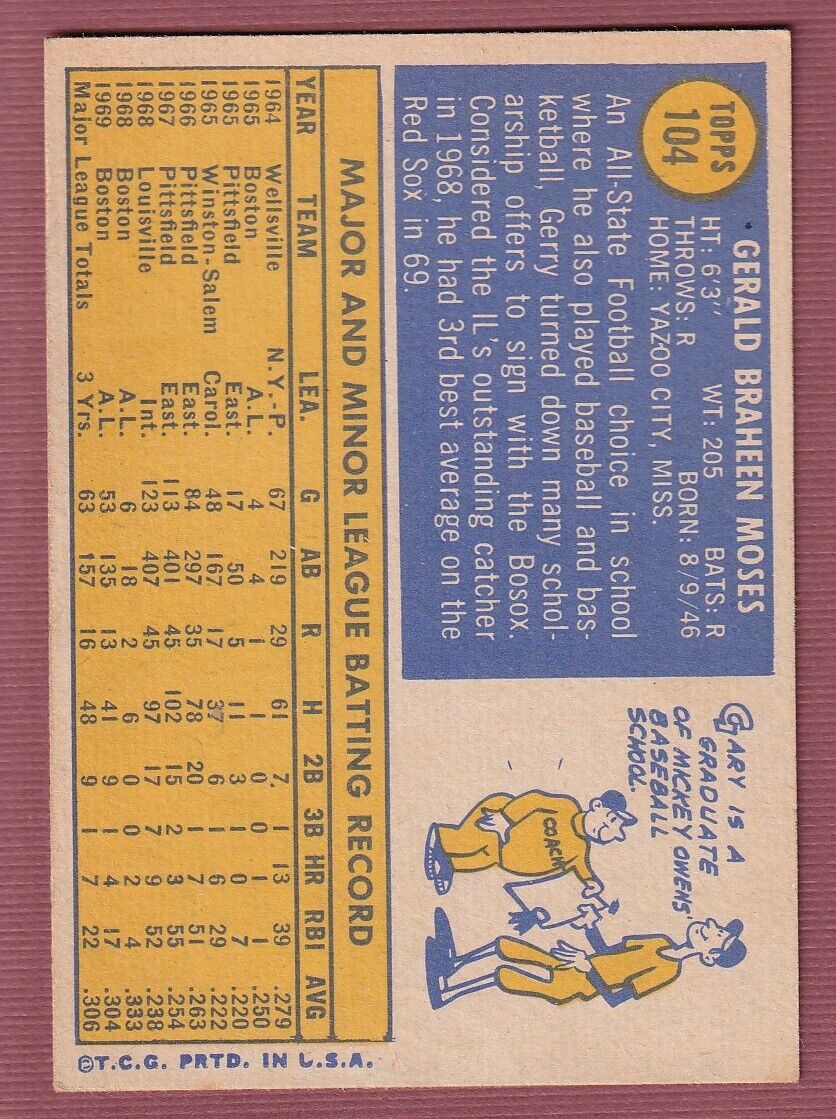 TOPPS
104
GERALD BRAHEEN MOSES
HT: 6'3" WT: 205 BATS: R
THROWS: R BORN: 8/9/46
HOME: YAZOO CITY, MISS.
An All-State Football choice in school
where he also played baseball and bas-
ketball, Gerry turned down many schol-
arship offers to sign with the Bosox.
Considered the IL's outstanding catcher
in 1968, he had 3rd best average on the
Red Sox in 69.
GARY IS A
GRADUATE
OF MICKEY OWENS'
BASEBALL
SCHOOL.
COACH
MAJOR AND MINOR LEAGUE BATTING RECORD
YEAR TEAM LEA. G AB R H 2B 3B HR RBI AVG
1964 Wellsville N.Y.-P. 67 219 29 61 7. 1 13 39 .279
1965 Boston A.L. 4 4 1 1 0 0 1 1 .250
1965 Pittsfield East. 17 50 5 11 3 1 0 7 .220
1965 Winston-Salem Carol. 48 167 17 37 6 1 6 29 .222
1966 Pittsfield East. 84 297 35 78 20 1 7 51 .263
1967 Pittsfield East. 113 401 45 102 15 2 3 55 .254
1968 Louisville Int. 123 407 45 97 17 7 9 52 .238
1968 Boston A.L. 6 18 2 6 0 0 2 4 .333
1969 Boston A.L. 53 135 13 41 9 1 4 17 .304
Major League Totals 3 Yrs. 63 157 16 48 9 1 7 22 .306
©T.C.G. PRTD. IN U.S.A.